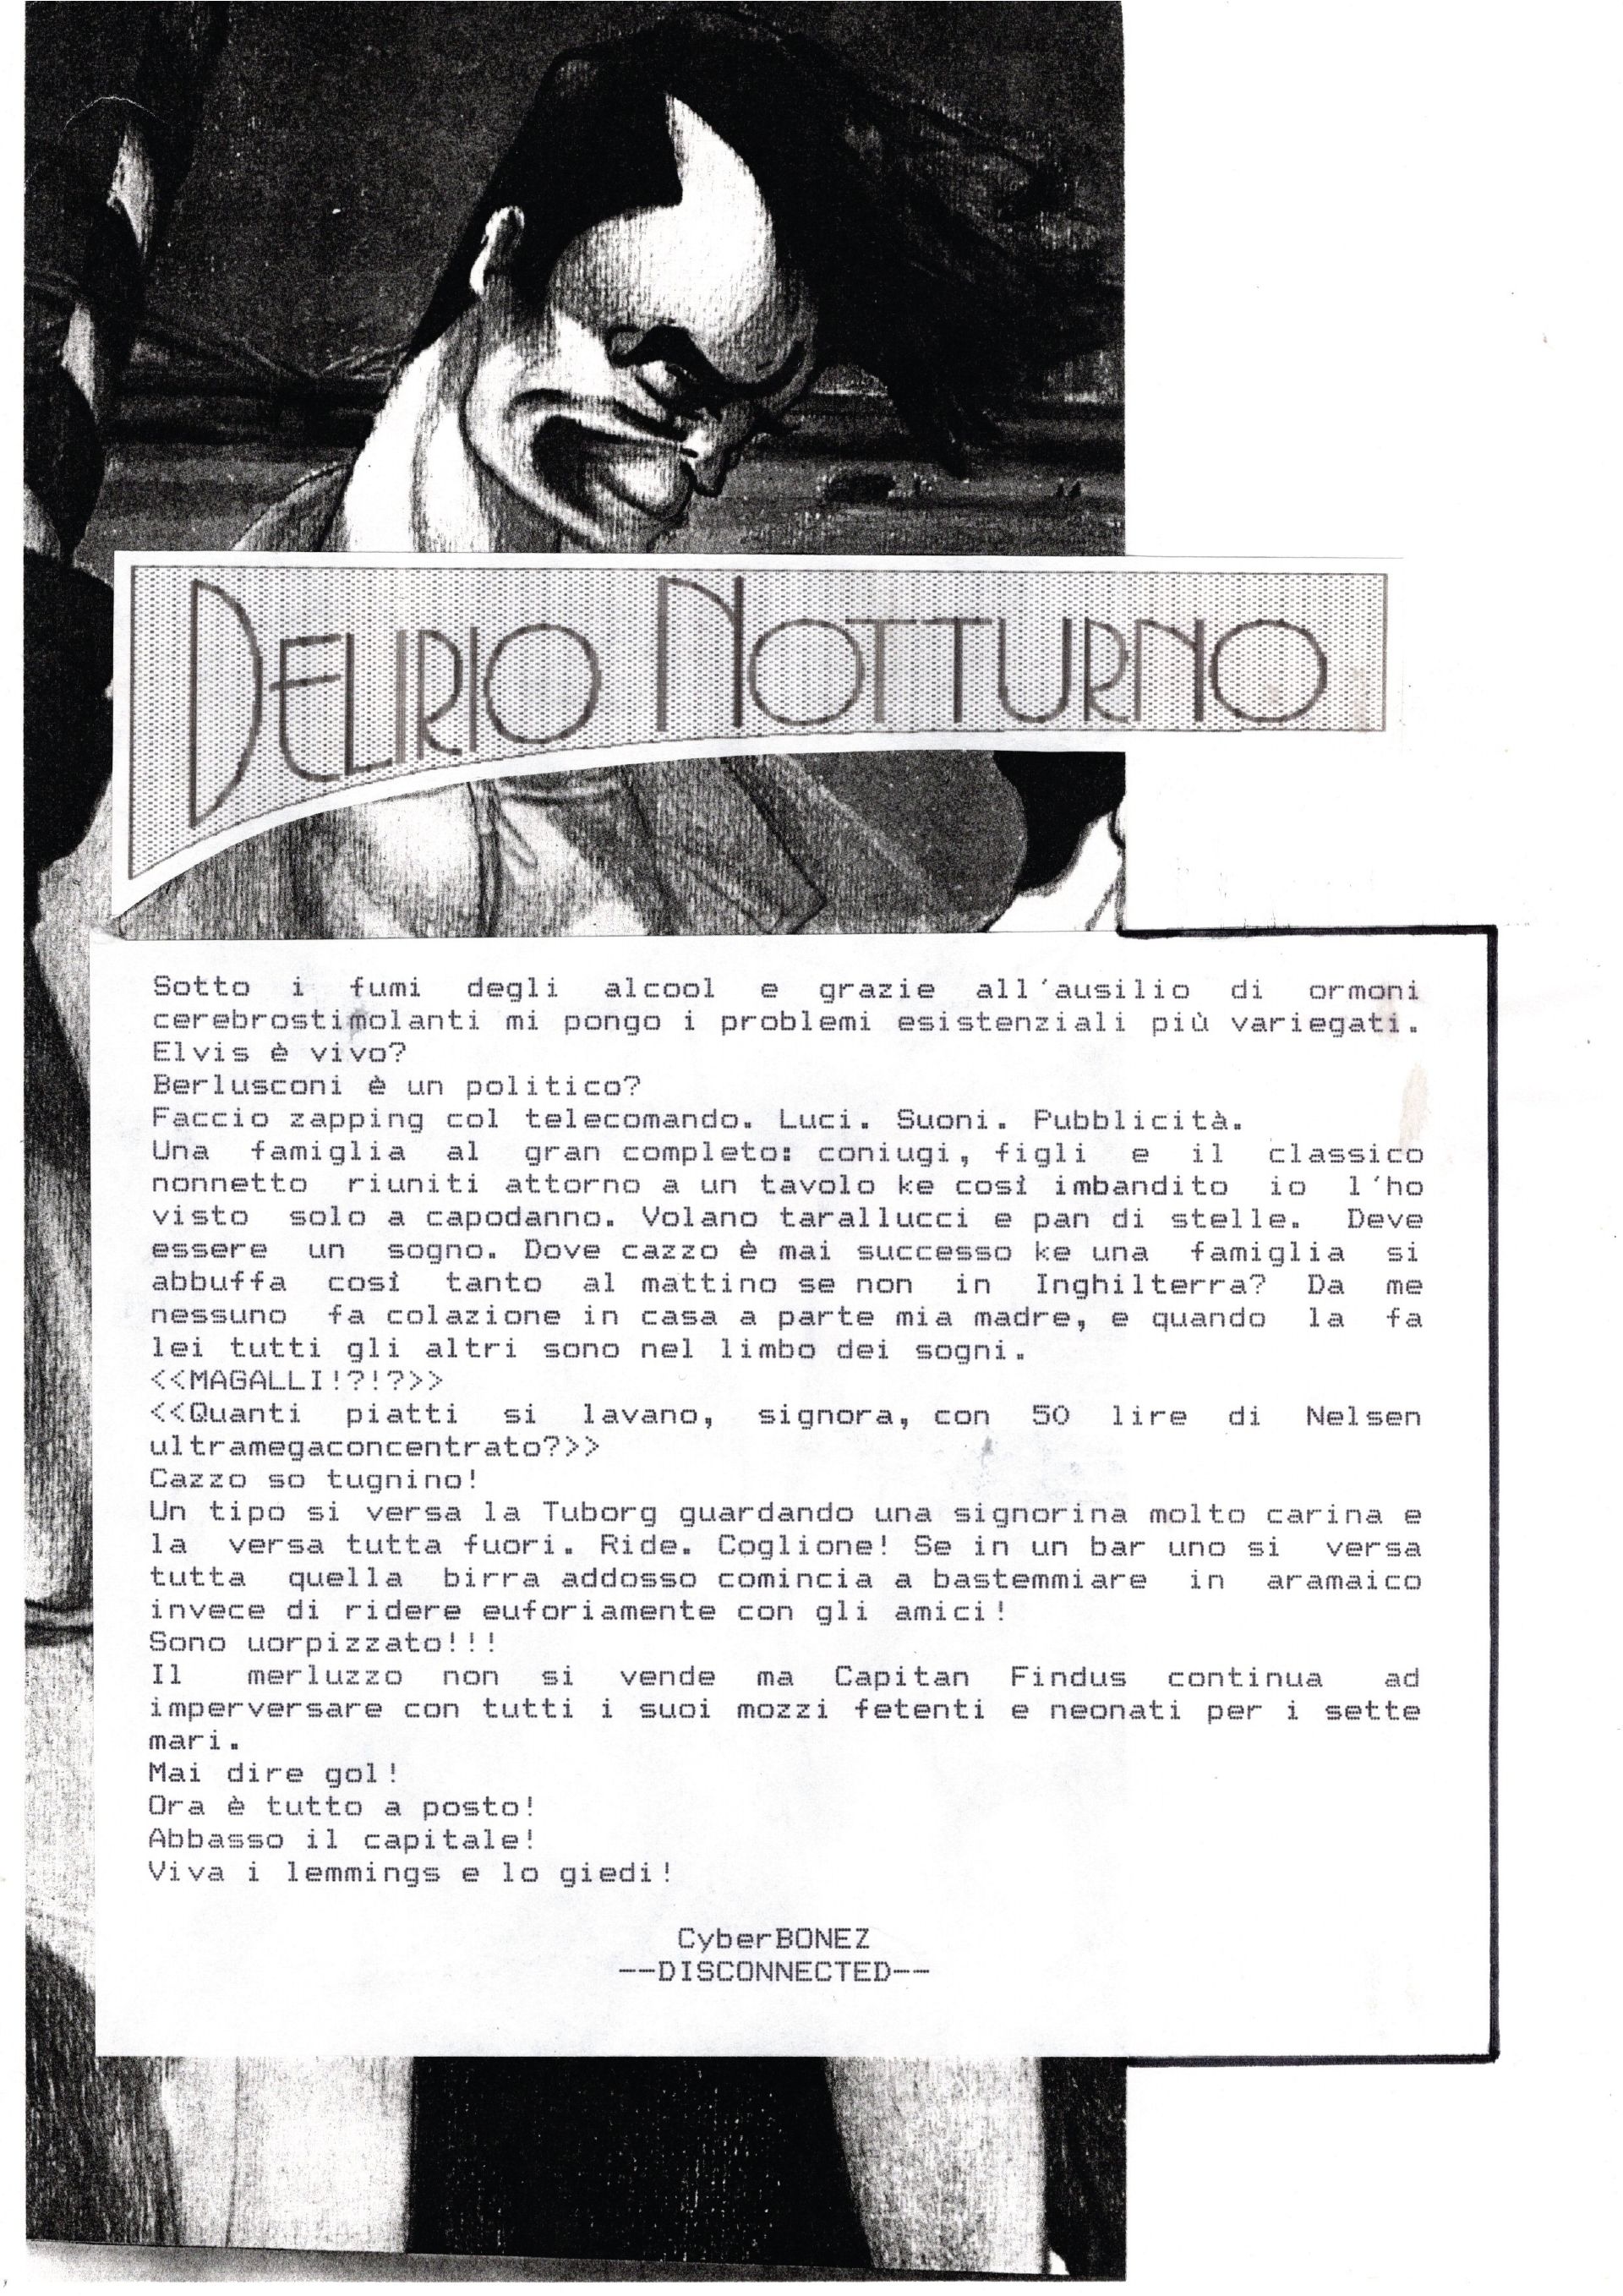 DELIRIO NOTTURNO
Sotto i fumi degli alcool e grazie all'ausilio di ormoni
cerebrostimolanti mi pongo i problemi esistenziali più variegati.
Elvis è vivo?
Berlusconi è un politico?
Faccio zapping col telecomando. Luci. Suoni. Pubblicità.
Una famiglia al gran completo: coniugi, figli e il classico
nonnetto riuniti attorno a un tavolo ke così imbandito io l'ho
visto solo a capodanno. Volano tarallucci e pan di stelle. Deve
essere un sogno. Dove cazzo è mai successo ke una famiglia si
abbuffa così tanto al mattino se non in Inghilterra? Da me
nessuno fa colazione in casa a parte mia madre, e quando la fa
lei tutti gli altri sono nel limbo dei sogni.
<<MAGALLI!?!?>>
<<Quanti piatti si lavano, signora, con 50 lire di Nelsen
ultramegaconcentrato?>>
Cazzo so tugnino!
Un tipo si versa la Tuborg guardando una signorina molto carina e
la versa tutta fuori. Ride. Coglione! Se in un bar uno si versa
tutta quella birra addosso comincia a bastemmiare in aramaico
invece di ridere euforiamente con gli amici!
Sono uorpizzato!!!
Il merluzzo non si vende ma Capitan Findus continua ad
imperversare con tutti i suoi mozzi fetenti e neonati per i sette
mari.
Mai dire gol!
Ora è tutto a posto!
Abbasso il capitale!
Viva i lemmings e lo giedi!
CyberBONEZ
--DISCONNECTED--